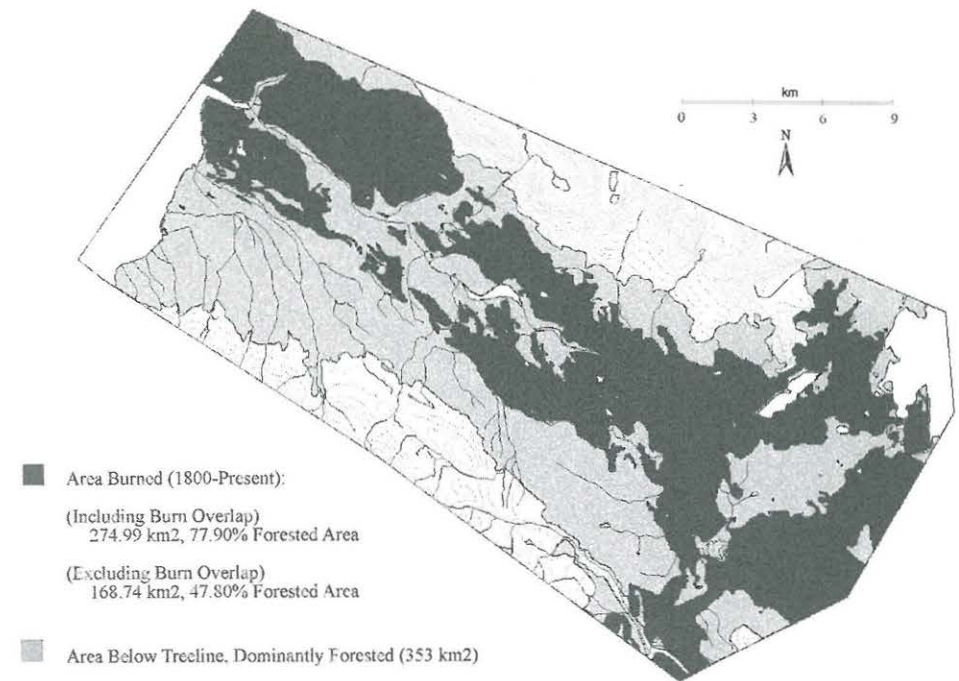 km
0 3 6 9
N
Area Burned (1800-Present):
(Including Burn Overlap)
274.99 km2, 77.90% Forested Area
(Excluding Burn Overlap)
168.74 km2, 47.80% Forested Area
Area Below Treeline, Dominantly Forested (353 km2)